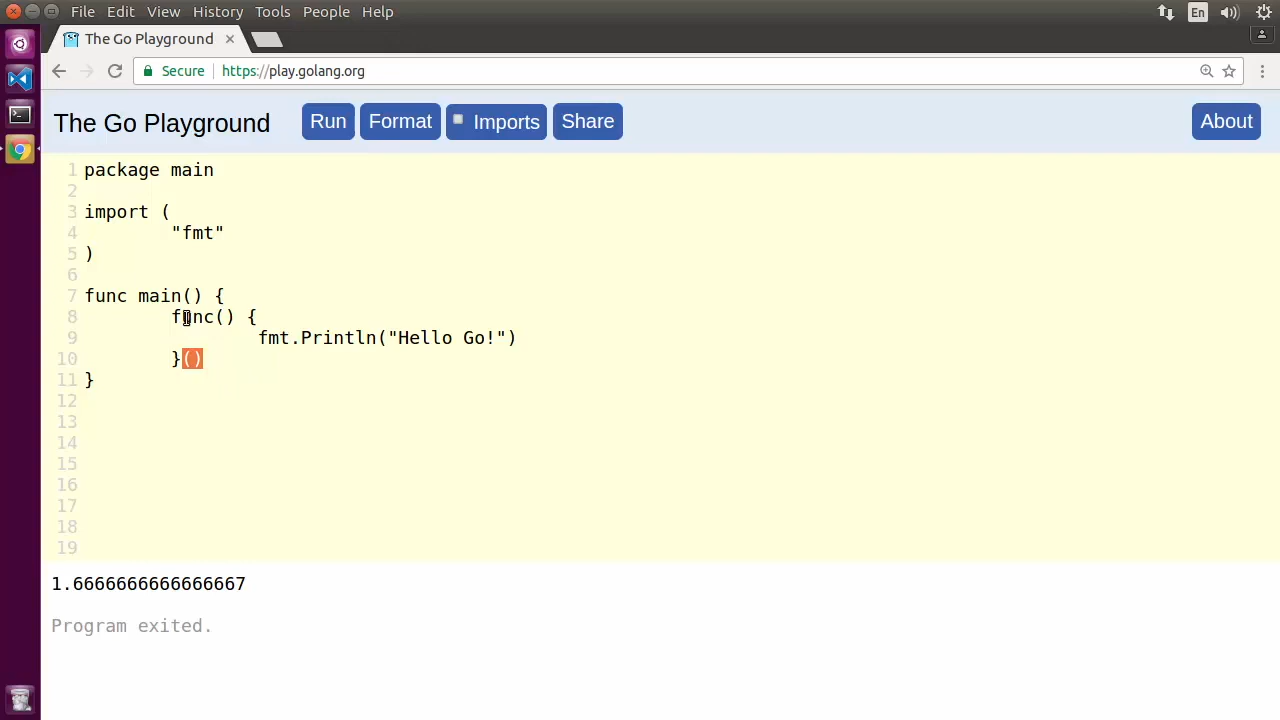 File Edit View History Tools People Help
En
The Go Playground
Secure https://play.golang.org
The Go Playground Run Format Imports Share About
1 package main
2
3 import (
4 "fmt"
5 )
6
7 func main() {
8 func() {
9 fmt.Println("Hello Go!")
10 }()
11 }
12
13
14
15
16
17
18
19
1.6666666666666667
Program exited.